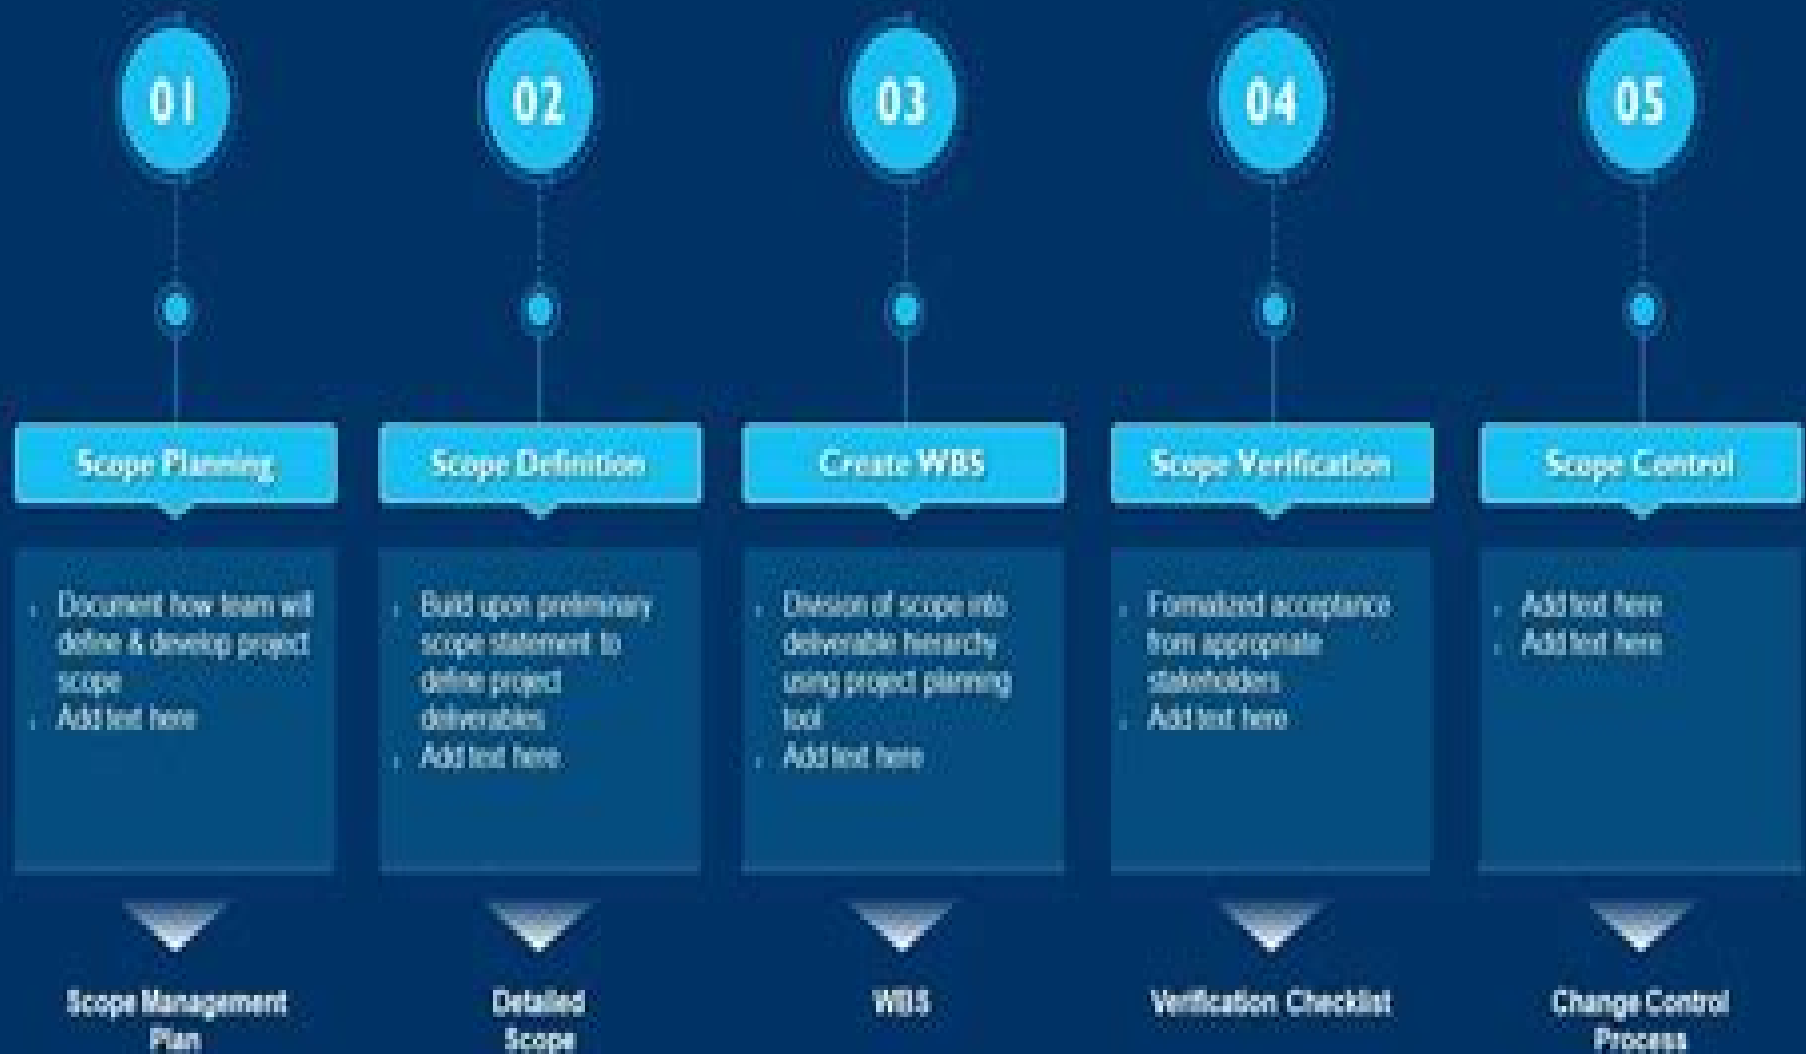 01
Scope Planning
Document how team will
define & develop project
scope
Add text here
Scope Management
Plan
02
Scope Definition
Build upon preliminary
scope statement to
define project
deliverables
Add text here
Detailed
Scope
03
Create WBS
Division of scope into
deliverable hierarchy
using project planning
tool
Add text here
WBS
04
Scope Verification
Formalized acceptance
from appropriate
stakeholders
Add text here
Verification Checklist
05
Scope Control
Add text here
Add text here
Change Control
Process